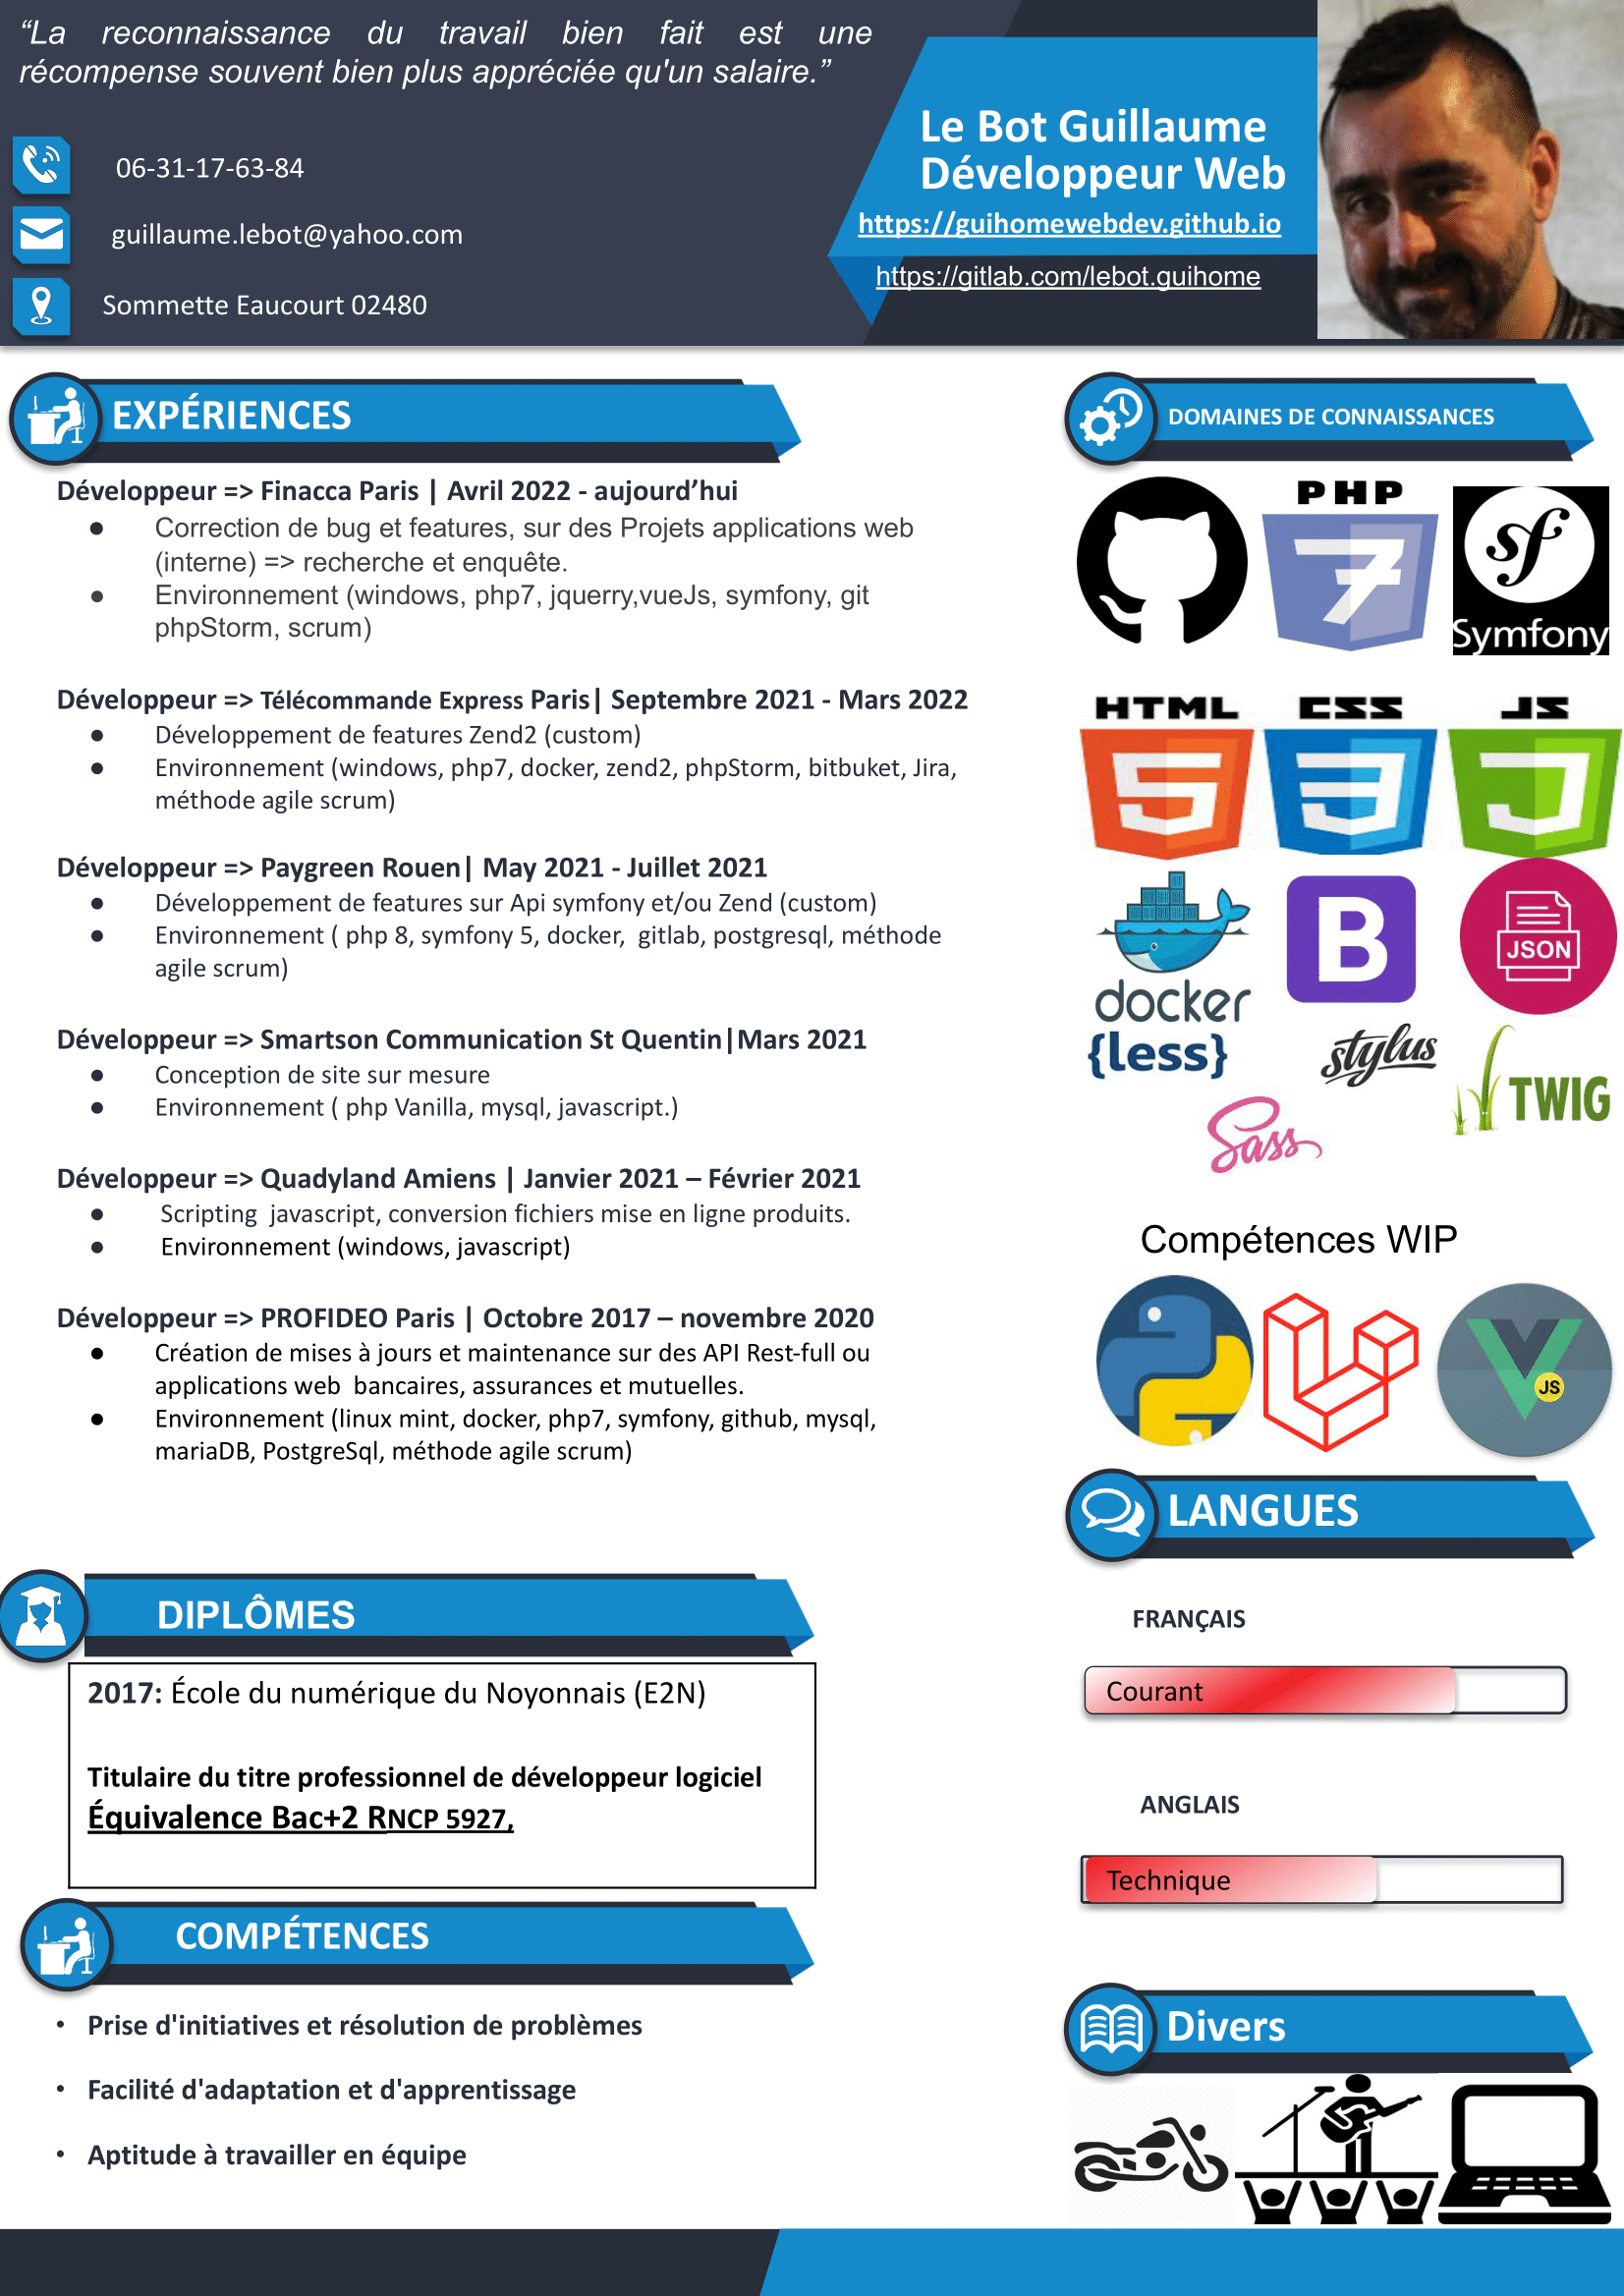 “La reconnaissance du travail bien fait est une
récompense souvent bien plus appréciée qu'un salaire.”
06-31-17-63-84
guillaume.lebot@yahoo.com
Sommette Eaucourt 02480
Le Bot Guillaume
Développeur Web
https://guihomewebdev.github.io
https://gitlab.com/lebot.guihome
EXPÉRIENCES
Développeur => Finacca Paris | Avril 2022 - aujourd’hui
● Correction de bug et features, sur des Projets applications web
(interne) => recherche et enquête.
● Environnement (windows, php7, jquerry,vueJs, symfony, git
phpStorm, scrum)
Développeur => Télécommande Express Paris| Septembre 2021 - Mars 2022
● Développement de features Zend2 (custom)
● Environnement (windows, php7, docker, zend2, phpStorm, bitbuket, Jira,
méthode agile scrum)
Développeur => Paygreen Rouen| May 2021 - Juillet 2021
● Développement de features sur Api symfony et/ou Zend (custom)
● Environnement ( php 8, symfony 5, docker,  gitlab, postgresql, méthode
agile scrum)
Développeur => Smartson Communication St Quentin|Mars 2021
● Conception de site sur mesure
● Environnement ( php Vanilla, mysql, javascript.)
Développeur => Quadyland Amiens | Janvier 2021 – Février 2021
● Scripting  javascript, conversion fichiers mise en ligne produits.
● Environnement (windows, javascript)
Développeur => PROFIDEO Paris | Octobre 2017 – novembre 2020
● Création de mises à jours et maintenance sur des API Rest-full ou
applications web  bancaires, assurances et mutuelles.
● Environnement (linux mint, docker, php7, symfony, github, mysql,
mariaDB, PostgreSql, méthode agile scrum)
DIPLÔMES
2017: École du numérique du Noyonnais (E2N)
Titulaire du titre professionnel de développeur logiciel
Équivalence Bac+2 RNCP 5927,
COMPÉTENCES
• Prise d'initiatives et résolution de problèmes
• Facilité d'adaptation et d'apprentissage
• Aptitude à travailler en équipe
DOMAINES DE CONNAISSANCES
PHP
7
sf
Symfony
HTML CSS JS
5 3 J
B
JSON
docker
{less}
stylus
TWIG
Sass
Compétences WIP
JS
LANGUES
FRANÇAIS
Courant
ANGLAIS
Technique
Divers